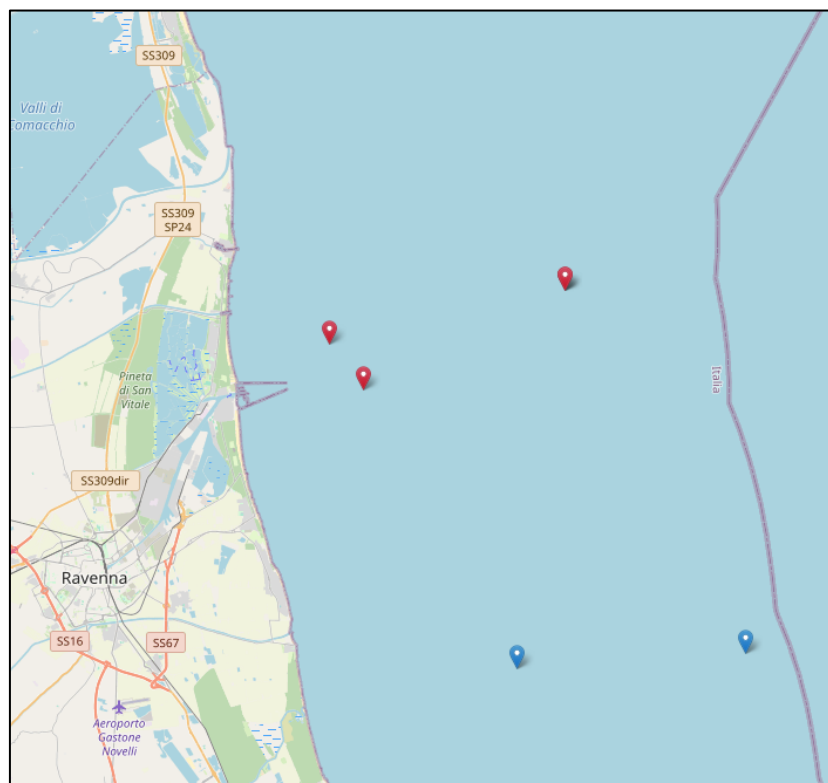 SS309
Valli di
Comacchio
SS309
SP24
Pineta
di San
Vitale
Italia
SS309dir
Ravenna
SS16
SS67
Aeroporto
Gastone
Novelli